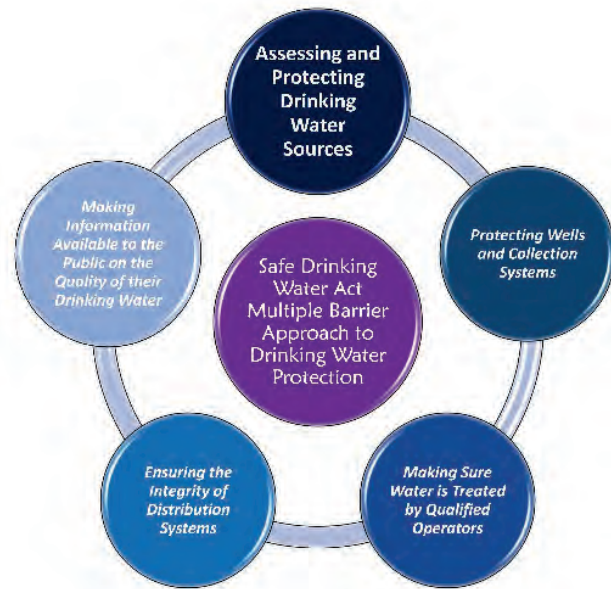 Assessing and
Protecting
Drinking
Water
Sources
Protecting Wells
and Collection
Systems
Making Sure
Water is Treated
by Qualified
Operators
Ensuring the
Integrity of
Distribution
Systems
Making
Information
Available to the
Public on the
Quality of their
Drinking Water
Safe Drinking
Water Act
Multiple Barrier
Approach to
Drinking Water
Protection